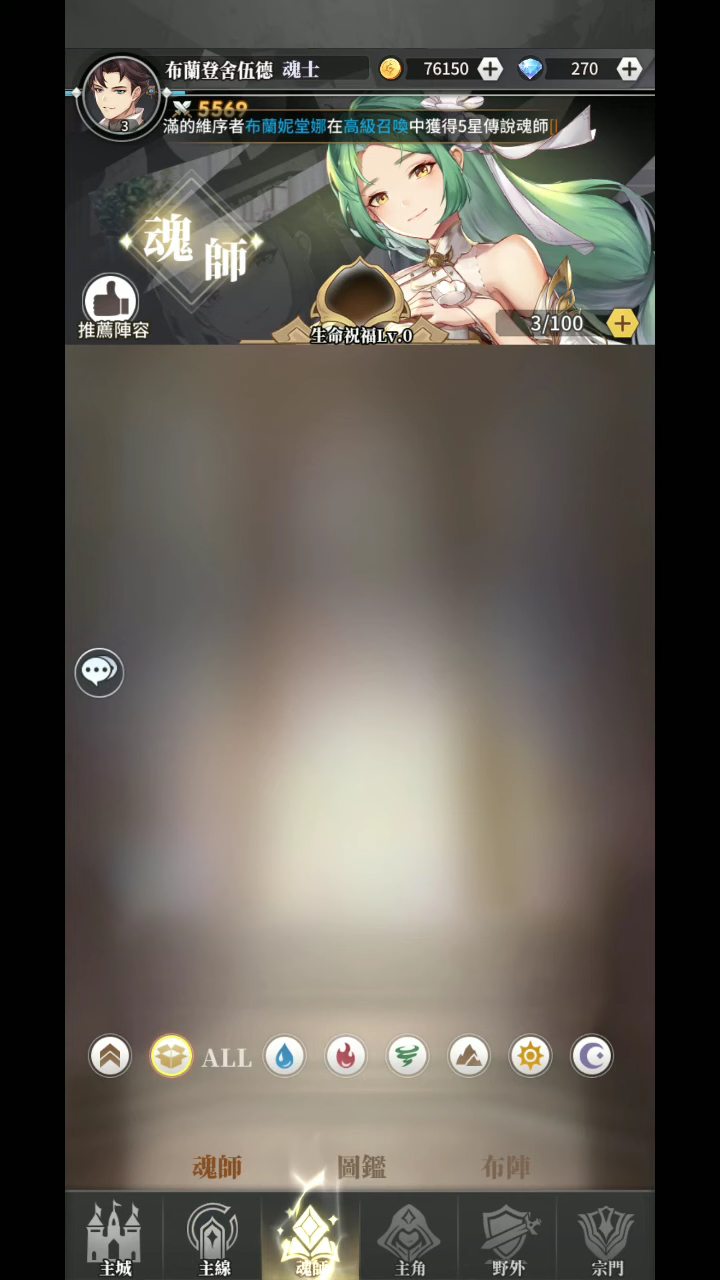 布蘭登舍伍德 魂士
76150
270
3
5569
滿的維序者布蘭妮堂娜在高級召喚中獲得5星傳說魂師[
魂師
推薦陣容
生命祝福Lv.0
3/100
ALL
魂師 圖鑑 布陣
主城 主線 魂師 主角 野外 宗門